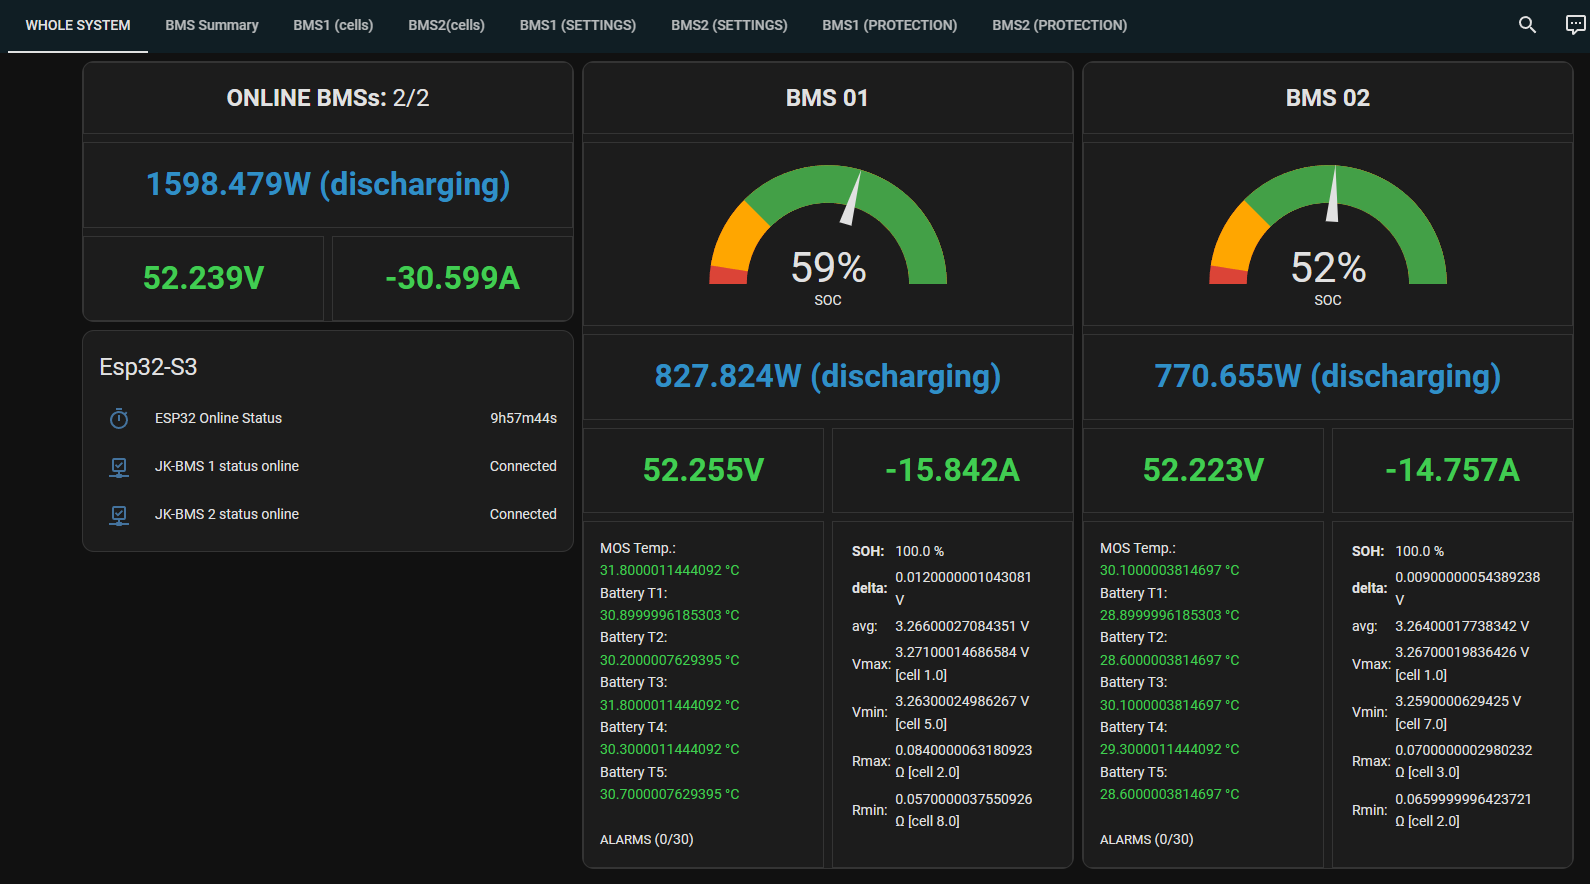 WHOLE SYSTEM BMS Summary BMS1 (cells) BMS2(cells) BMS1 (SETTINGS) BMS2 (SETTINGS) BMS1 (PROTECTION) BMS2 (PROTECTION)
ONLINE BMSs: 2/2
1598.479W (discharging)
52.239V
-30.599A
Esp32-S3
ESP32 Online Status 9h57m44s
JK-BMS 1 status online Connected
JK-BMS 2 status online Connected
BMS 01
59%
SOC
827.824W (discharging)
52.255V
-15.842A
MOS Temp.:
31.8000011444092 °C
Battery T1:
30.8999996185303 °C
Battery T2:
30.2000007629395 °C
Battery T3:
31.8000011444092 °C
Battery T4:
30.3000011444092 °C
Battery T5:
30.7000007629395 °C
ALARMS (0/30)
SOH: 100.0 %
delta: 0.0120000001043081
V
avg: 3.26600027084351 V
Vmax: 3.27100014686584 V
[cell 1.0]
Vmin: 3.26300024986267 V
[cell 5.0]
Rmax: 0.0840000063180923
Ω [cell 2.0]
Rmin: 0.0570000037550926
Ω [cell 8.0]
BMS 02
52%
SOC
770.655W (discharging)
52.223V
-14.757A
MOS Temp.:
30.1000003814697 °C
Battery T1:
28.8999996185303 °C
Battery T2:
28.6000003814697 °C
Battery T3:
30.1000003814697 °C
Battery T4:
29.3000011444092 °C
Battery T5:
28.6000003814697 °C
ALARMS (0/30)
SOH: 100.0 %
delta: 0.00900000054389238
V
avg: 3.26400017738342 V
Vmax: 3.26700019836426 V
[cell 1.0]
Vmin: 3.2590000629425 V
[cell 7.0]
Rmax: 0.0700000002980232
Ω [cell 3.0]
Rmin: 0.0659999996423721
Ω [cell 2.0]